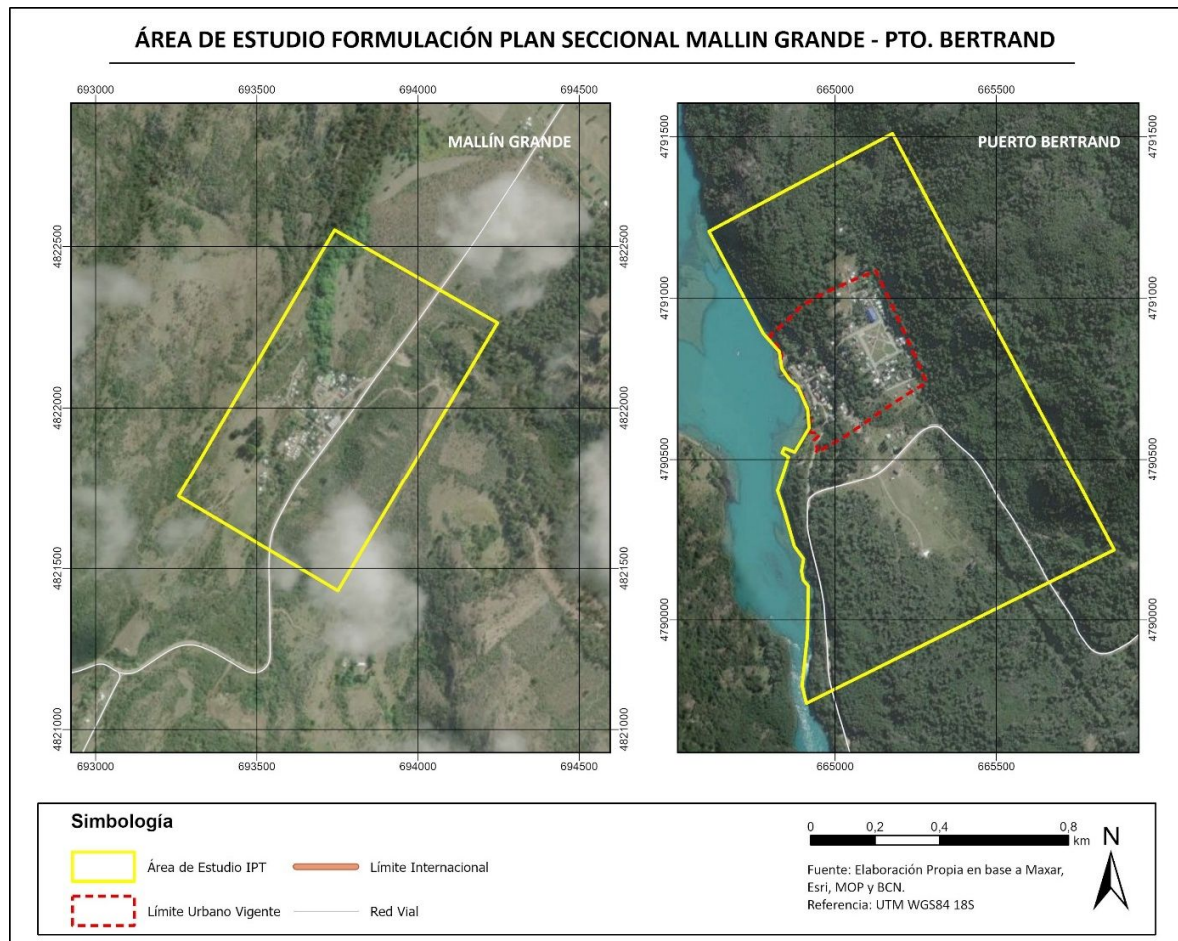 ÁREA DE ESTUDIO FORMULACIÓN PLAN SECCIONAL MALLIN GRANDE - PTO. BERTRAND
693000 693500 694000 694500
MALLÍN GRANDE
4822500 4822500
4822000 4822000
4821500 4821500
4821000 4821000
693000 693500 694000 694500
665000 665500
PUERTO BERTRAND
4791500 4791500
4791000 4791000
4790500 4790500
4790000 4790000
665000 665500
Simbología
Área de Estudio IPT
Límite Internacional
Límite Urbano Vigente
Red Vial
0 0,2 0,4 0,8
km
N
Fuente: Elaboración Propia en base a Maxar,
Esri, MOP y BCN.
Referencia: UTM WGS84 18S